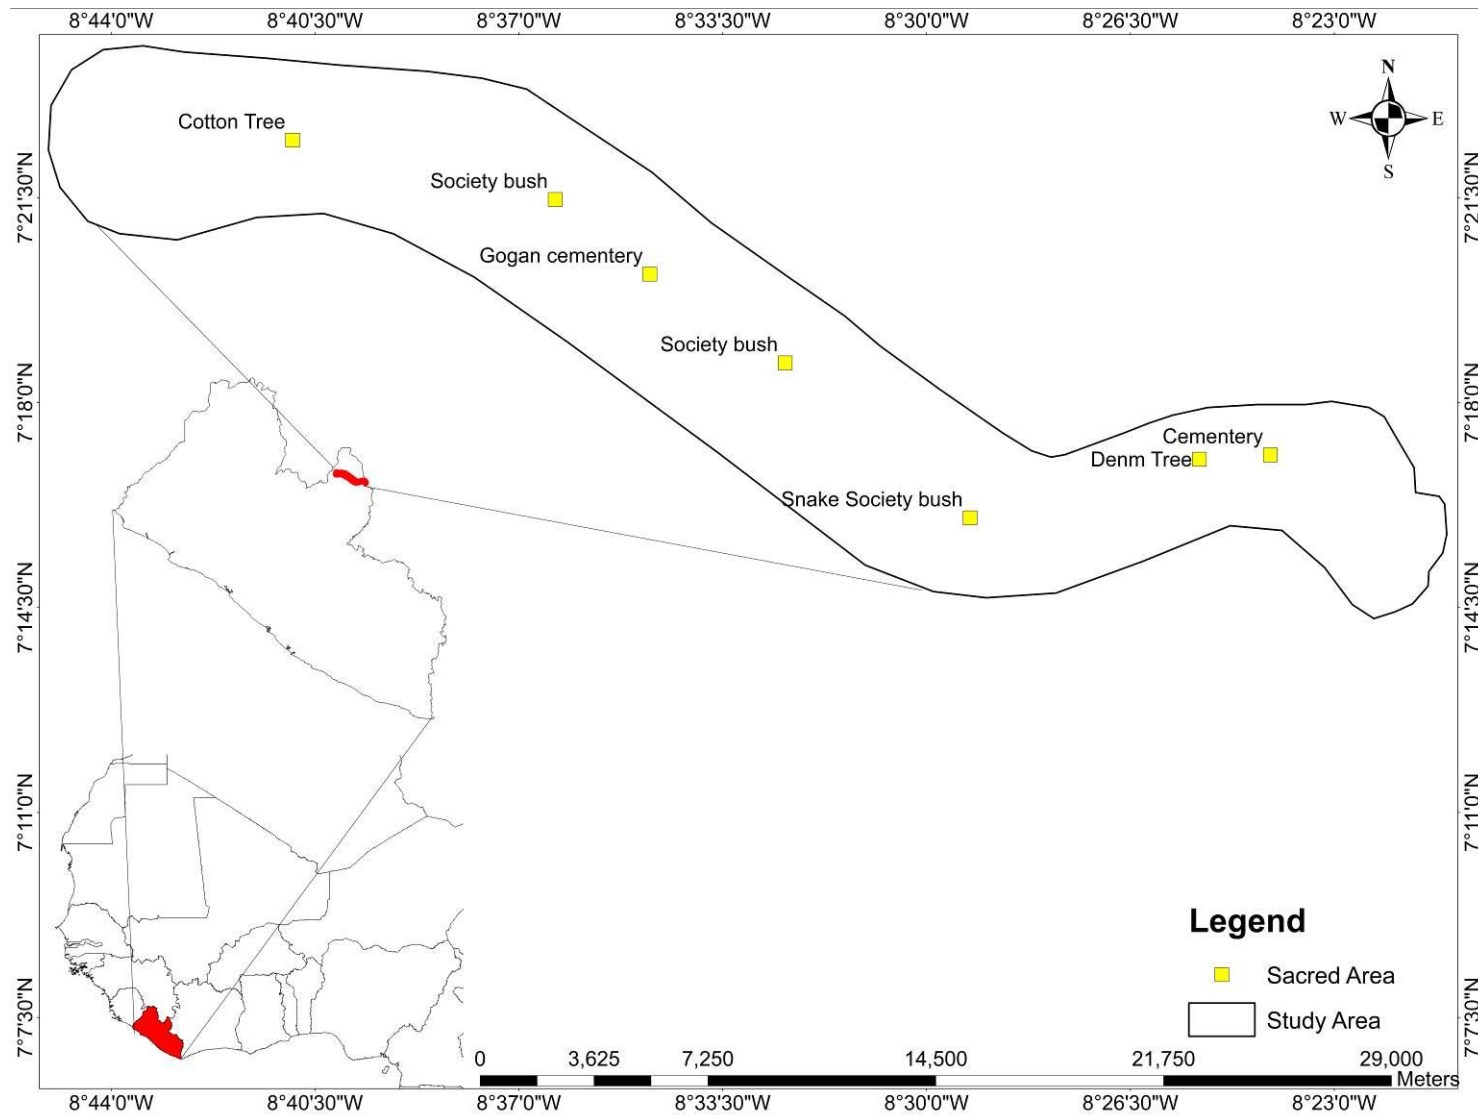 8°44'0"W
8°40'30"W
8°37'0"W
8°33'30"W
8°30'0"W
8°26'30"W
8°23'0"W
N
W
E
S
Cotton Tree
Society bush
Gogan cementery
Society bush
Cementery
Denm Tree
Snake Society bush
7°21'30"N
7°18'0"N
7°14'30"N
7°11'0"N
7°7'30"N
7°21'30"N
7°18'0"N
7°14'30"N
7°11'0"N
7°7'30"N
Legend
Sacred Area
Study Area
0 3,625 7,250 14,500 21,750 29,000
Meters
8°44'0"W
8°40'30"W
8°37'0"W
8°33'30"W
8°30'0"W
8°26'30"W
8°23'0"W